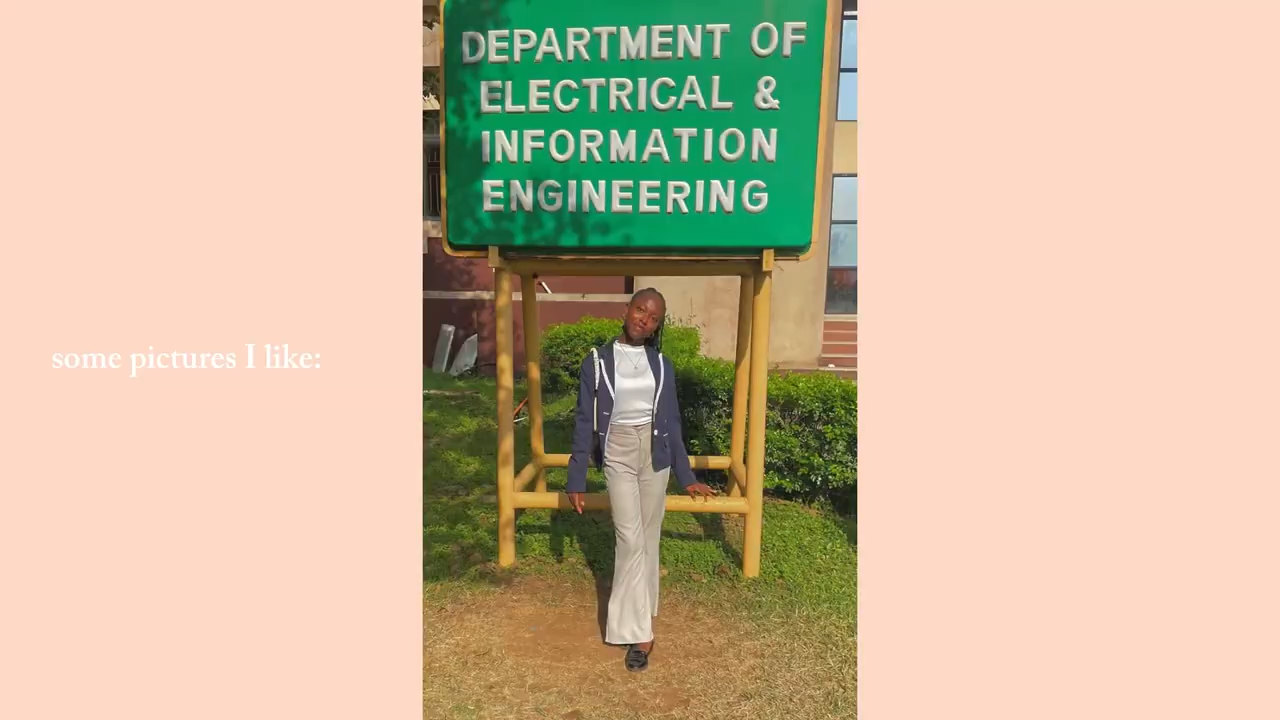 some pictures I like:
DEPARTMENT OF
ELECTRICAL &
INFORMATION
ENGINEERING